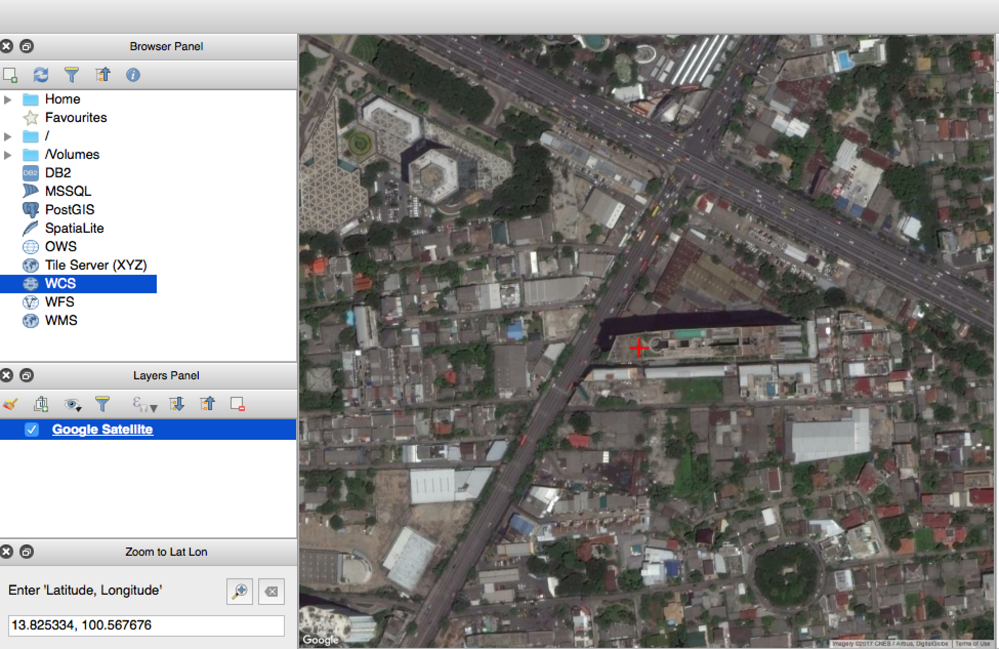 Browser Panel
Home
Favourites
/
/Volumes
DB2
DB2
MSSQL
PostGIS
SpatiaLite
OWS
Tile Server (XYZ)
WCS
WFS
WMS
Layers Panel
Google Satellite
Zoom to Lat Lon
Enter 'Latitude, Longitude'
13.825334, 100.567676
Google
Imagery ©2017 CNES / Airbus, DigitalGlobe
Terms of Use